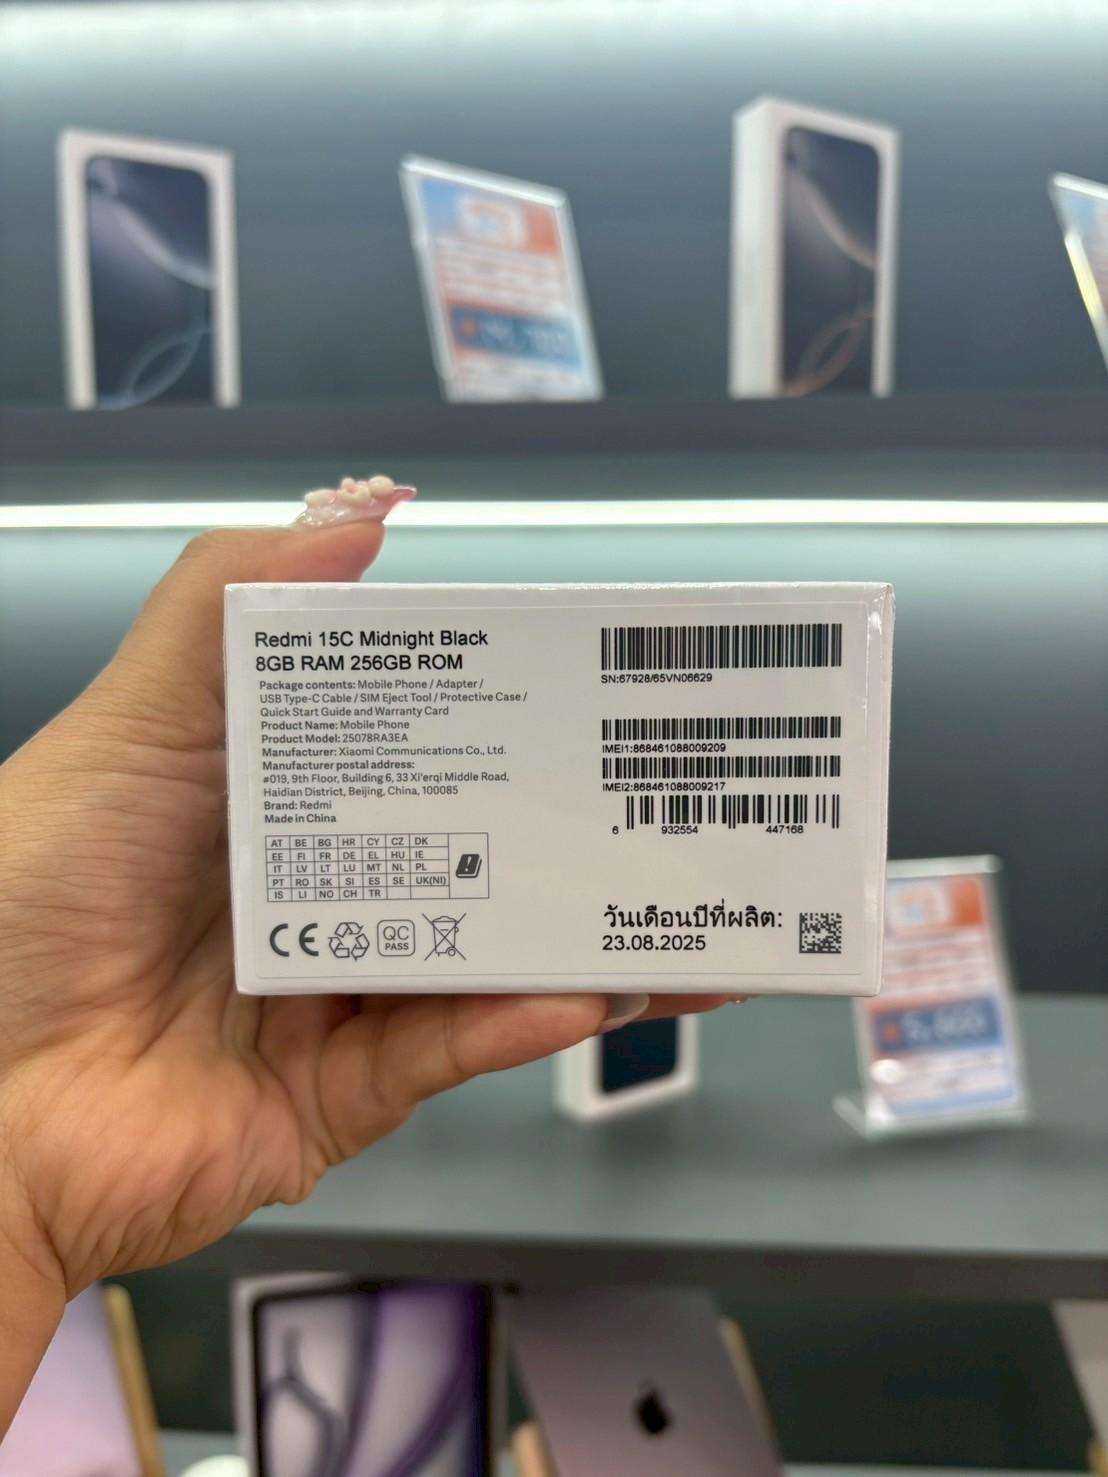 Redmi 15C Midnight Black
8GB RAM 256GB ROM
Package contents: Mobile Phone / Adapter /
USB Type-C Cable / SIM Eject Tool / Protective Case /
Quick Start Guide and Warranty Card
Product Name: Mobile Phone
Product Model: 25078RA3EA
Manufacturer: Xiaomi Communications Co., Ltd.
Manufacturer postal address:
#019, 9th Floor, Building 6, 33 Xi'erqi Middle Road,
Haidian District, Beijing, China, 100085
Brand: Redmi
Made in China
AT BE BG HR CY CZ DK
EE FI FR DE EL HU IE
IT LV LT LU MT NL PL
PT RO SK SI ES SE UK(NI)
IS LI NO CH TR
CE
QC
PASS
SN:67928/65VN06629
IMEI1:868461088009209
IMEI2:868461088009217
6 932554 447168
วันเดือนปีที่ผลิต:
23.08.2025